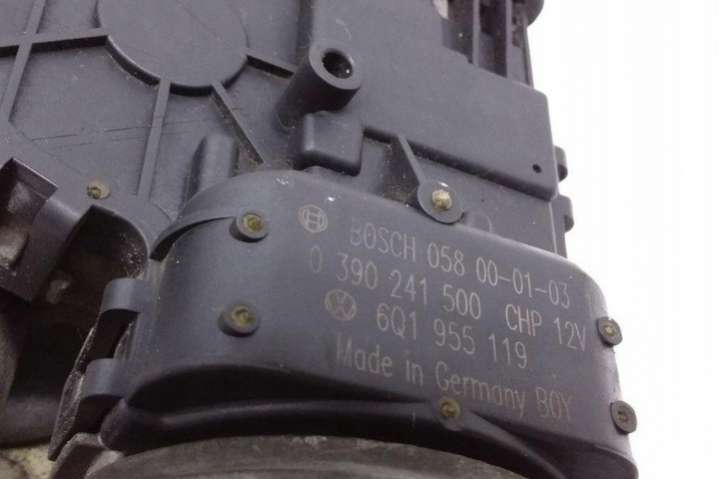 BOSCH 058 00-01-03
0 390 241 500 CHP 12V
6Q1 955 119
Made in Germany BOY